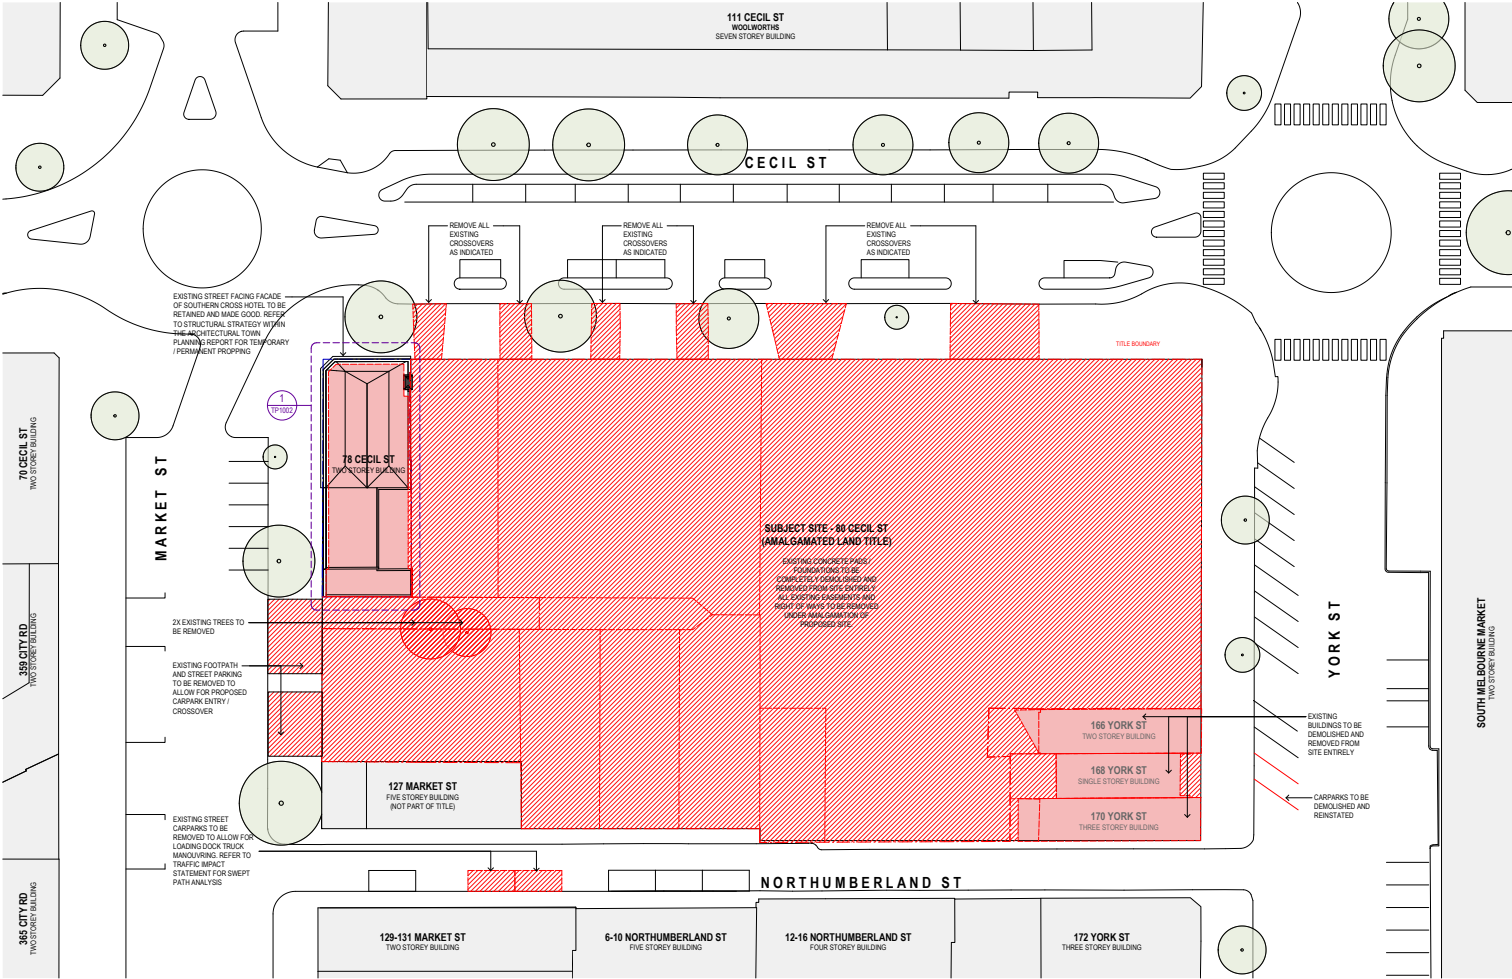 111 CECIL ST
WOOLWORTHS
SEVEN STOREY BUILDING
CECIL ST
REMOVE ALL
EXISTING
CROSSOVERS
AS INDICATED
REMOVE ALL
EXISTING
CROSSOVERS
AS INDICATED
REMOVE ALL
EXISTING
CROSSOVERS
AS INDICATED
EXISTING STREET FACING FACADE
OF SOUTHERN CROSS HOTEL TO BE
RETAINED AND MADE GOOD. REFER
TO STRUCTURAL STRATEGY WITHIN
THE ARCHITECTURAL TOWN
PLANNING REPORT FOR TEMPORARY
/ PERMANENT PROPPING
TITLE BOUNDARY
1
TP1002
70 CECIL ST
TWO STOREY BUILDING
MARKET ST
78 CECIL ST
TWO STOREY BUILDING
SUBJECT SITE - 80 CECIL ST
(AMALGAMATED LAND TITLE)
EXISTING CONCRETE PADS /
FOUNDATIONS TO BE
COMPLETELY DEMOLISHED AND
REMOVED FROM SITE ENTIRELY.
ALL EXISTING EASEMENTS AND
RIGHT OF WAYS TO BE REMOVED
UNDER AMALGAMATION OF
PROPOSED SITE.
2X EXISTING TREES TO
BE REMOVED
359 CITY RD
TWO STOREY BUILDING
YORK ST
SOUTH MELBOURNE MARKET
TWO STOREY BUILDING
EXISTING FOOTPATH
AND STREET PARKING
TO BE REMOVED TO
ALLOW FOR PROPOSED
CARPARK ENTRY /
CROSSOVER
166 YORK ST
TWO STOREY BUILDING
168 YORK ST
SINGLE STOREY BUILDING
170 YORK ST
THREE STOREY BUILDING
EXISTING
BUILDINGS TO BE
DEMOLISHED AND
REMOVED FROM
SITE ENTIRELY
CARPARKS TO BE
DEMOLISHED AND
REINSTATED
127 MARKET ST
FIVE STOREY BUILDING
(NOT PART OF TITLE)
EXISTING STREET
CARPARKS TO BE
REMOVED TO ALLOW FOR
LOADING DOCK TRUCK
MANOUVRING. REFER TO
TRAFFIC IMPACT
STATEMENT FOR SWEPT
PATH ANALYSIS
NORTHUMBERLAND ST
365 CITY RD
TWO STOREY BUILDING
129-131 MARKET ST
TWO STOREY BUILDING
6-10 NORTHUMBERLAND ST
FIVE STOREY BUILDING
12-16 NORTHUMBERLAND ST
FOUR STOREY BUILDING
172 YORK ST
THREE STOREY BUILDING